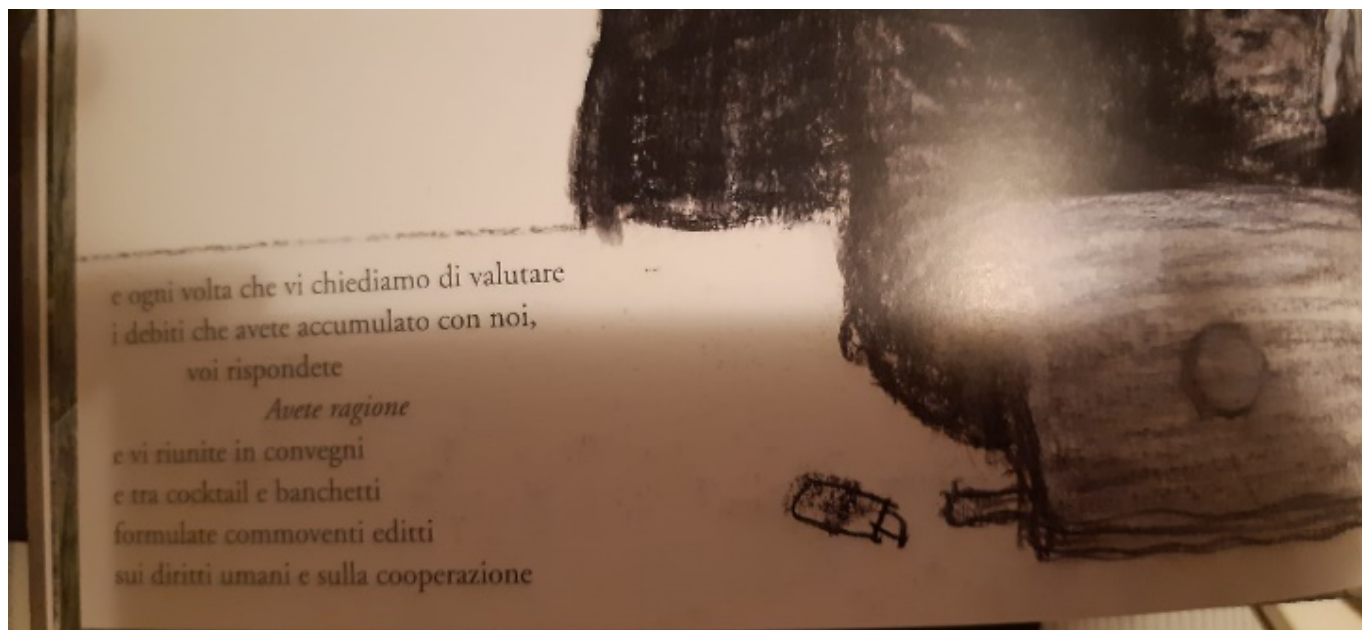 e ogni volta che vi chiediamo di valutare
i debiti che avete accumulato con noi,
voi rispondete
Avete ragione
e vi riunite in convegni
e tra cocktail e banchetti
formulate commoventi editti
sui diritti umani e sulla cooperazione